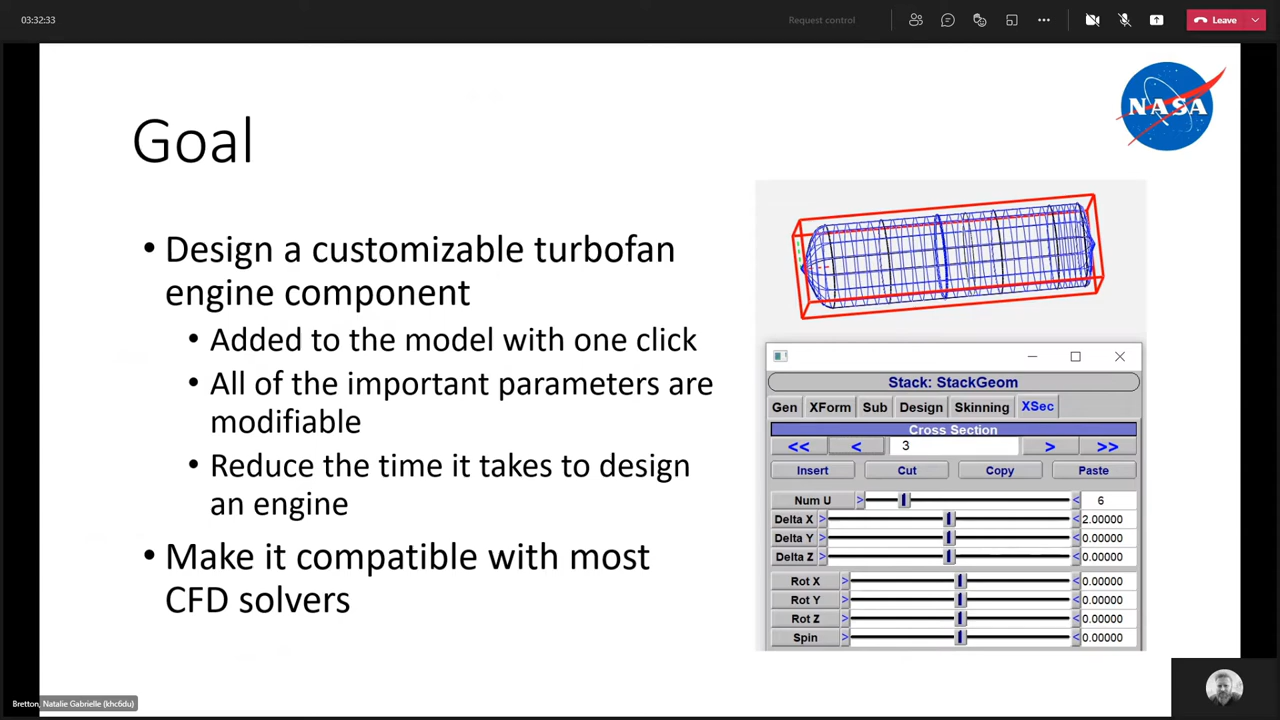 03:32:33
Request control
Leave
NASA
Goal
• Design a customizable turbofan
engine component
• Added to the model with one click
• All of the important parameters are
modifiable
• Reduce the time it takes to design
an engine
• Make it compatible with most
CFD solvers
Stack: StackGeom
Gen XForm Sub Design Skinning XSec
Cross Section
<< < 3 > >>
Insert Cut Copy Paste
Num U > < 6
Delta X > < 2.00000
Delta Y > < 0.00000
Delta Z > < 0.00000
Rot X > < 0.00000
Rot Y > < 0.00000
Rot Z > < 0.00000
Spin > < 0.00000
Bretton, Natalie Gabrielle (khc6du)